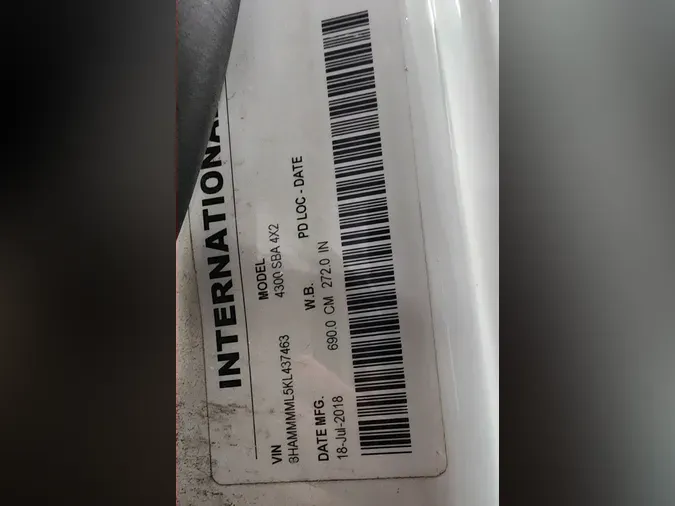 INTERNATIONA
MODEL
4300 SBA 4X2
VIN
3HAMMMML5KL437463
W.B.
690.0 CM 272.0 IN
PD LOC - DATE
DATE MFG.
18-Jul-2018